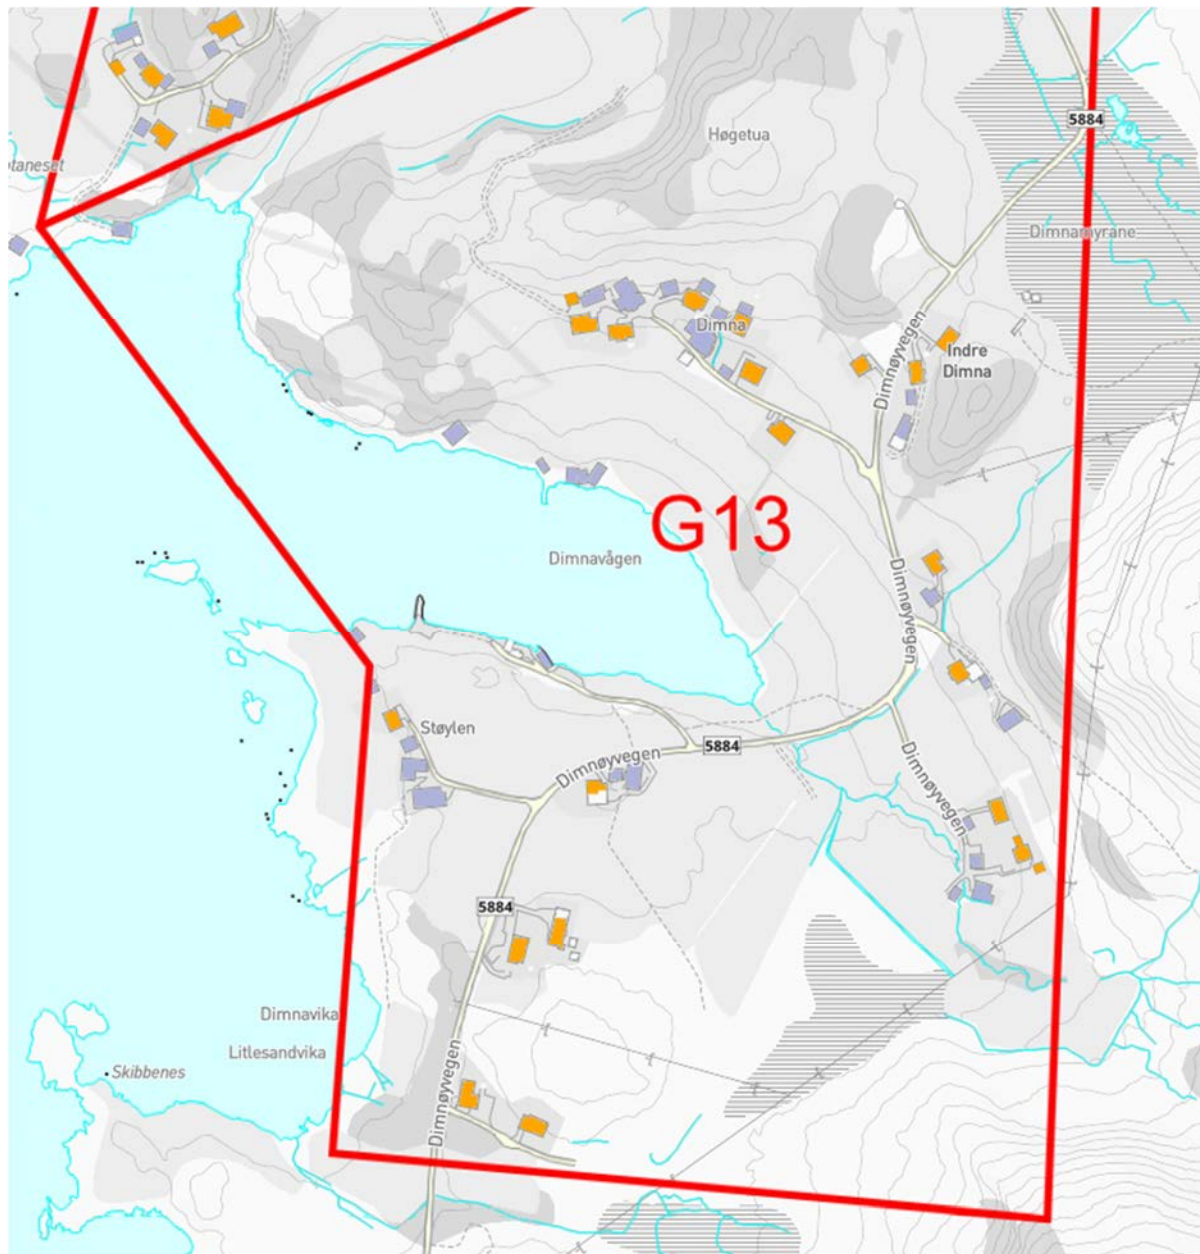 5884
Høgetua
taneset
Dimnamyrane
Dimna
Dimnøyvegen
Indre
Dimna
G13
Dimnavågen
Dimnøyvegen
Støylen
5884
Dimnøyvegen
Dimnøyvegen
5884
Dimnavika
Litlesandvika
Skibbenes
Dimnøyvegen